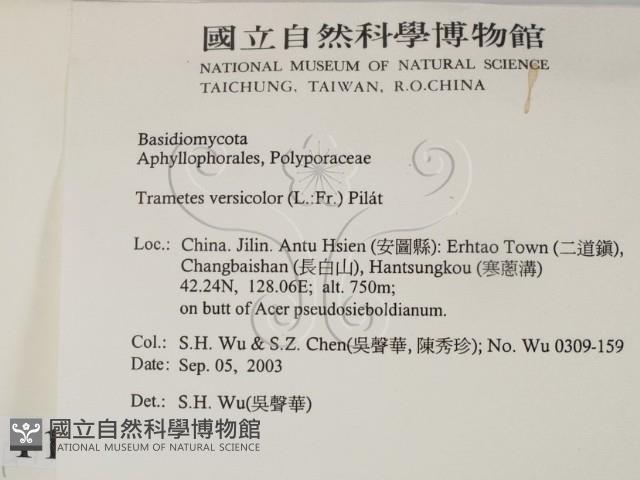 國立自然科學博物館
NATIONAL MUSEUM OF NATURAL SCIENCE
TAICHUNG, TAIWAN, R.O.CHINA
Basidiomycota
Aphyllophorales, Polyporaceae
Trametes versicolor (L.:Fr.) Pilát
Loc.: China. Jilin. Antu Hsien (安圖縣): Erhtao Town (二道鎮),
Changbaishan (長白山), Hantsungkou (寒蔥溝)
42.24N, 128.06E; alt. 750m;
on butt of Acer pseudosieboldianum.
Col.: S.H. Wu & S.Z. Chen(吳聲華, 陳秀珍); No. Wu 0309-159
Date: Sep. 05, 2003
Det.: S.H. Wu(吳聲華)
國立自然科學博物館
NATIONAL MUSEUM OF NATURAL SCIENCE